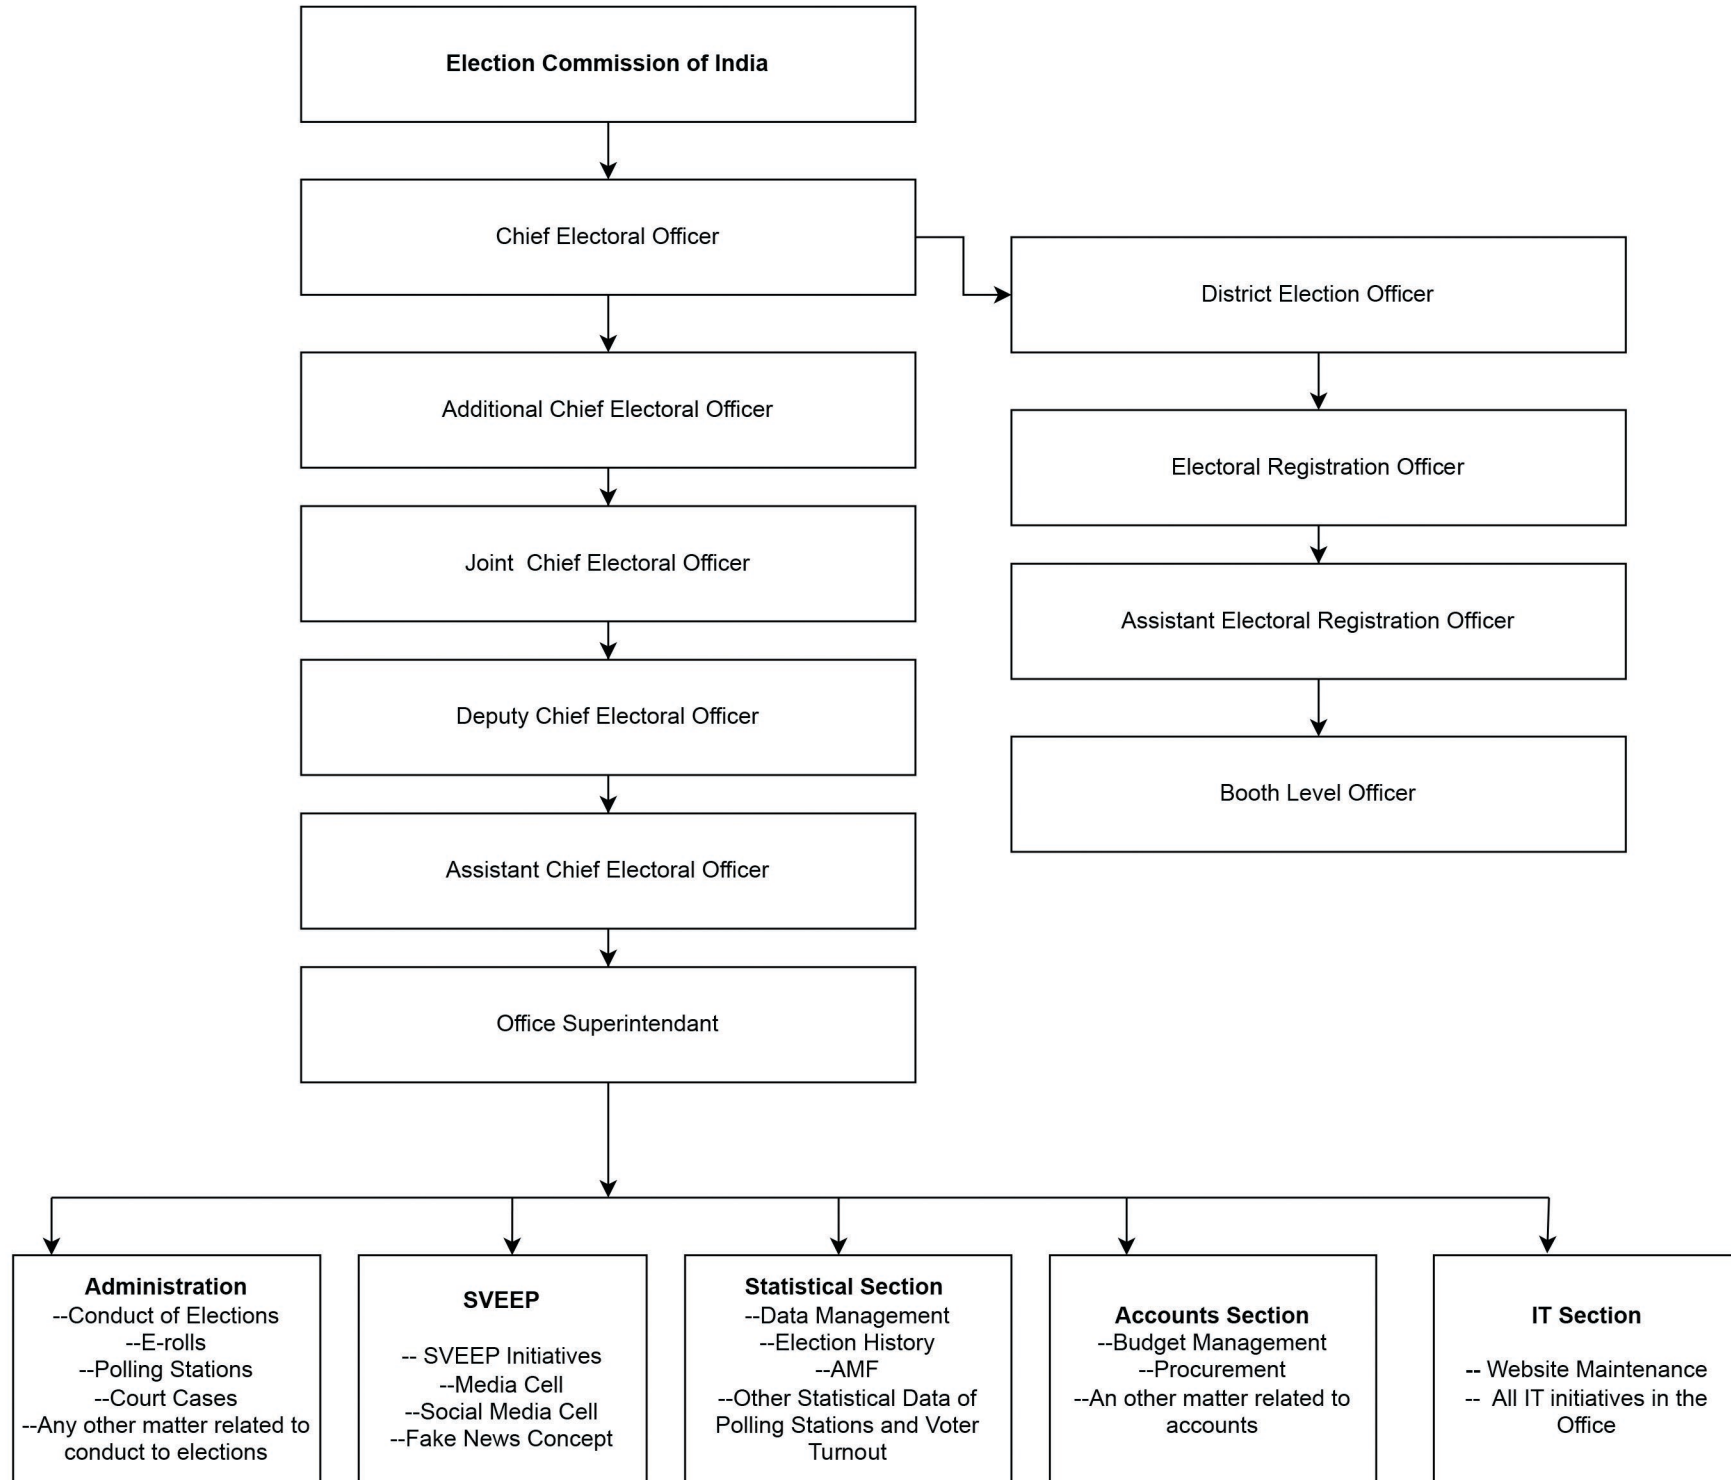 Election Commission of India
Chief Electoral Officer
District Election Officer
Additional Chief Electoral Officer
Electoral Registration Officer
Joint  Chief Electoral Officer
Assistant Electoral Registration Officer
Deputy Chief Electoral Officer
Booth Level Officer
Assistant Chief Electoral Officer
Office Superintendant
Administration
--Conduct of Elections
--E-rolls
--Polling Stations
--Court Cases
--Any other matter related to
conduct to elections
SVEEP
-- SVEEP Initiatives
--Media Cell
--Social Media Cell
--Fake News Concept
Statistical Section
--Data Management
--Election History
--AMF
--Other Statistical Data of
Polling Stations and Voter
Turnout
Accounts Section
--Budget Management
--Procurement
--An other matter related to
accounts
IT Section
-- Website Maintenance
--  All IT initiatives in the
Office